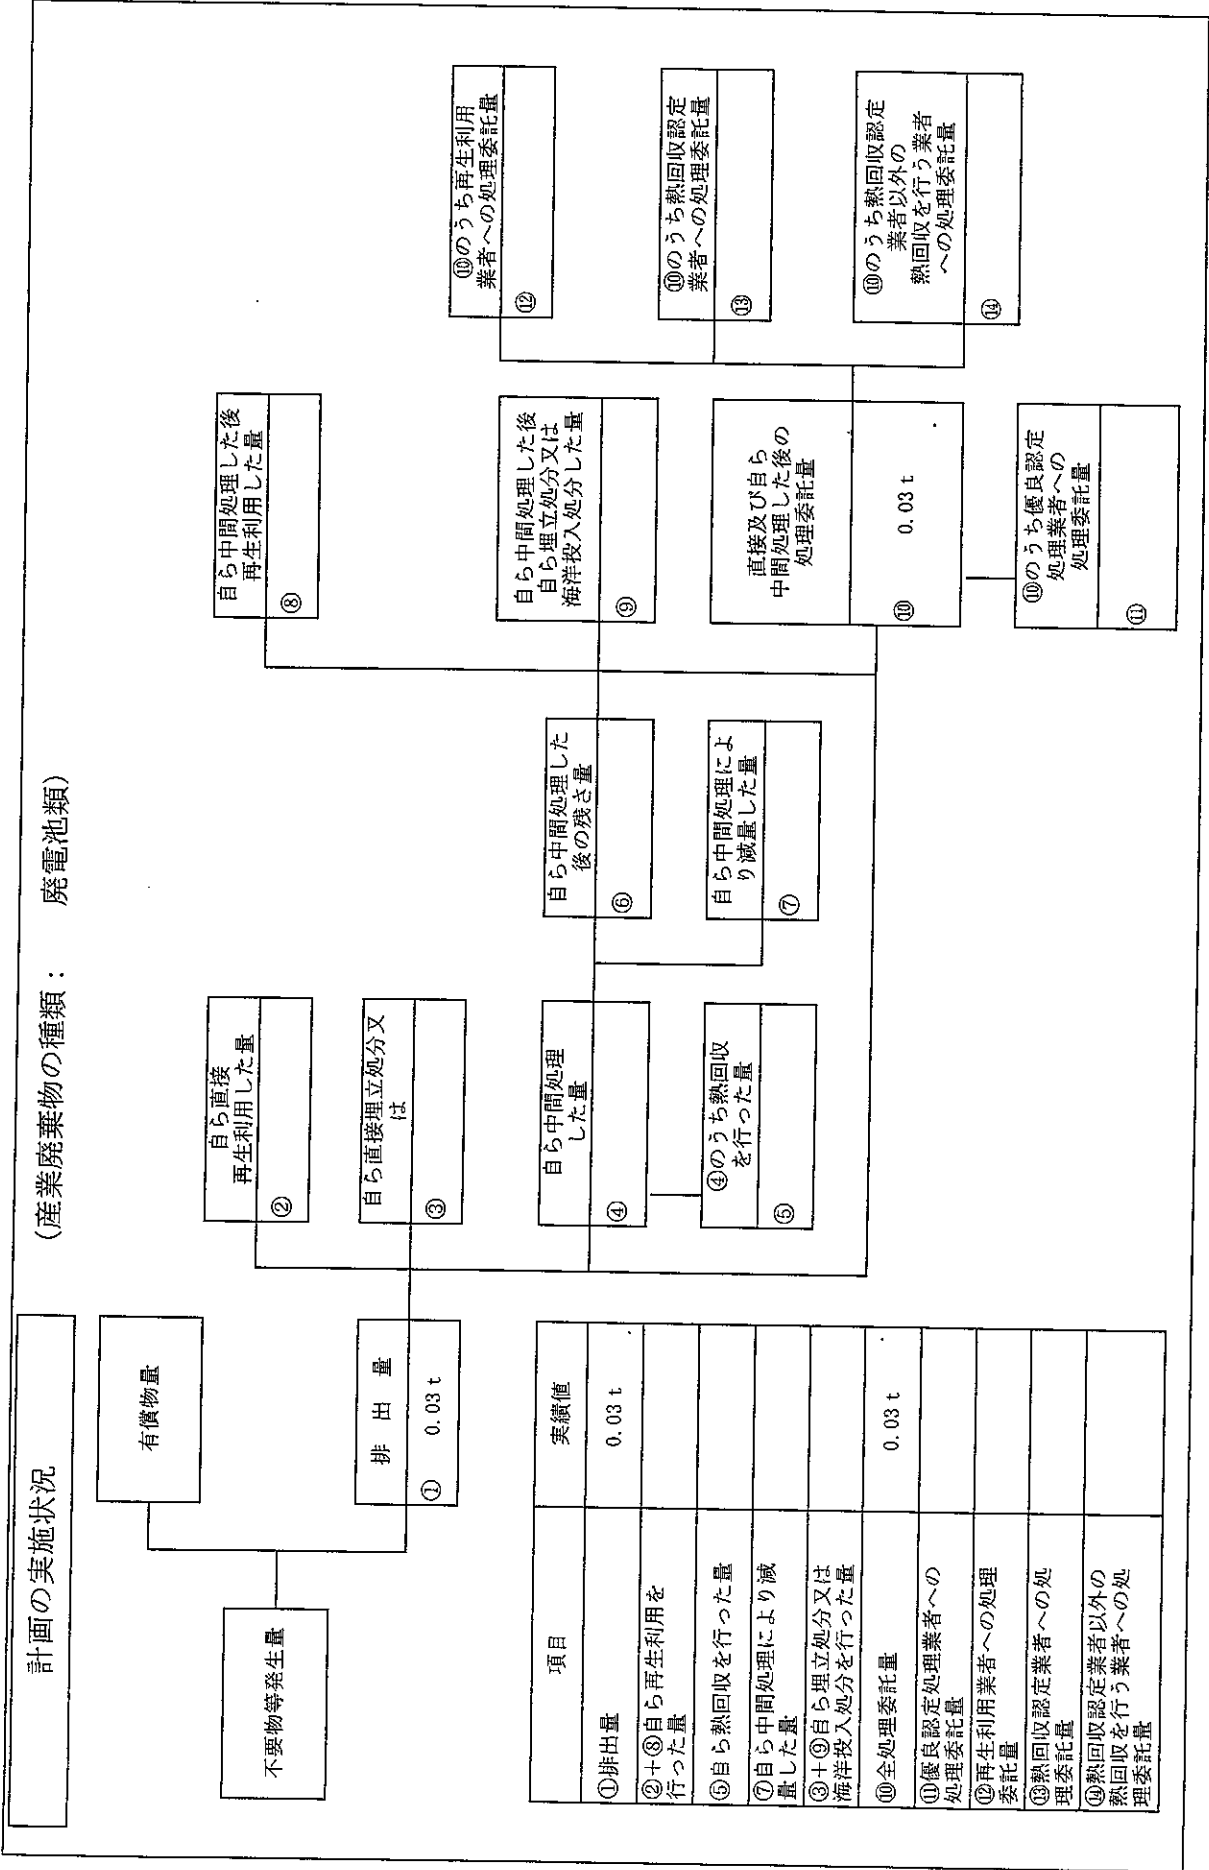 計画の実施状況
(産業廃棄物の種類： 廃電池類)
不要物等発生量
有償物量
排 出 量
① 0.03 t
自ら直接
再生利用した量
②
自ら直接埋立処分又
は
③
自ら中間処理
した量
④
④のうち熱回収
を行った量
⑤
自ら中間処理した
後の残さ量
⑥
自ら中間処理によ
り減量した量
⑦
自ら中間処理した後
再生利用した量
⑧
自ら中間処理した後
自ら埋立処分又は
海洋投入処分した量
⑨
直接及び自ら
中間処理した後の
処理委託量
⑩ 0.03 t
⑩のうち優良認定
処理業者への
処理委託量
⑪
⑩のうち再生利用
業者への処理委託量
⑫
⑩のうち熱回収認定
業者への処理委託量
⑬
⑩のうち熱回収認定
業者以外の
熱回収を行う業者
への処理委託量
⑭
項目 実績値
①排出量 0.03 t
②+⑧自ら再生利用を
行った量
⑤自ら熱回収を行った量
⑦自ら中間処理により減
量した量
③+⑨自ら埋立処分又は
海洋投入処分を行った量
⑩全処理委託量 0.03 t
⑪優良認定処理業者への
処理委託量
⑫再生利用業者への処理
委託量
⑬熱回収認定業者への処
理委託量
⑭熱回収認定業者以外の
熱回収を行う業者への処
理委託量